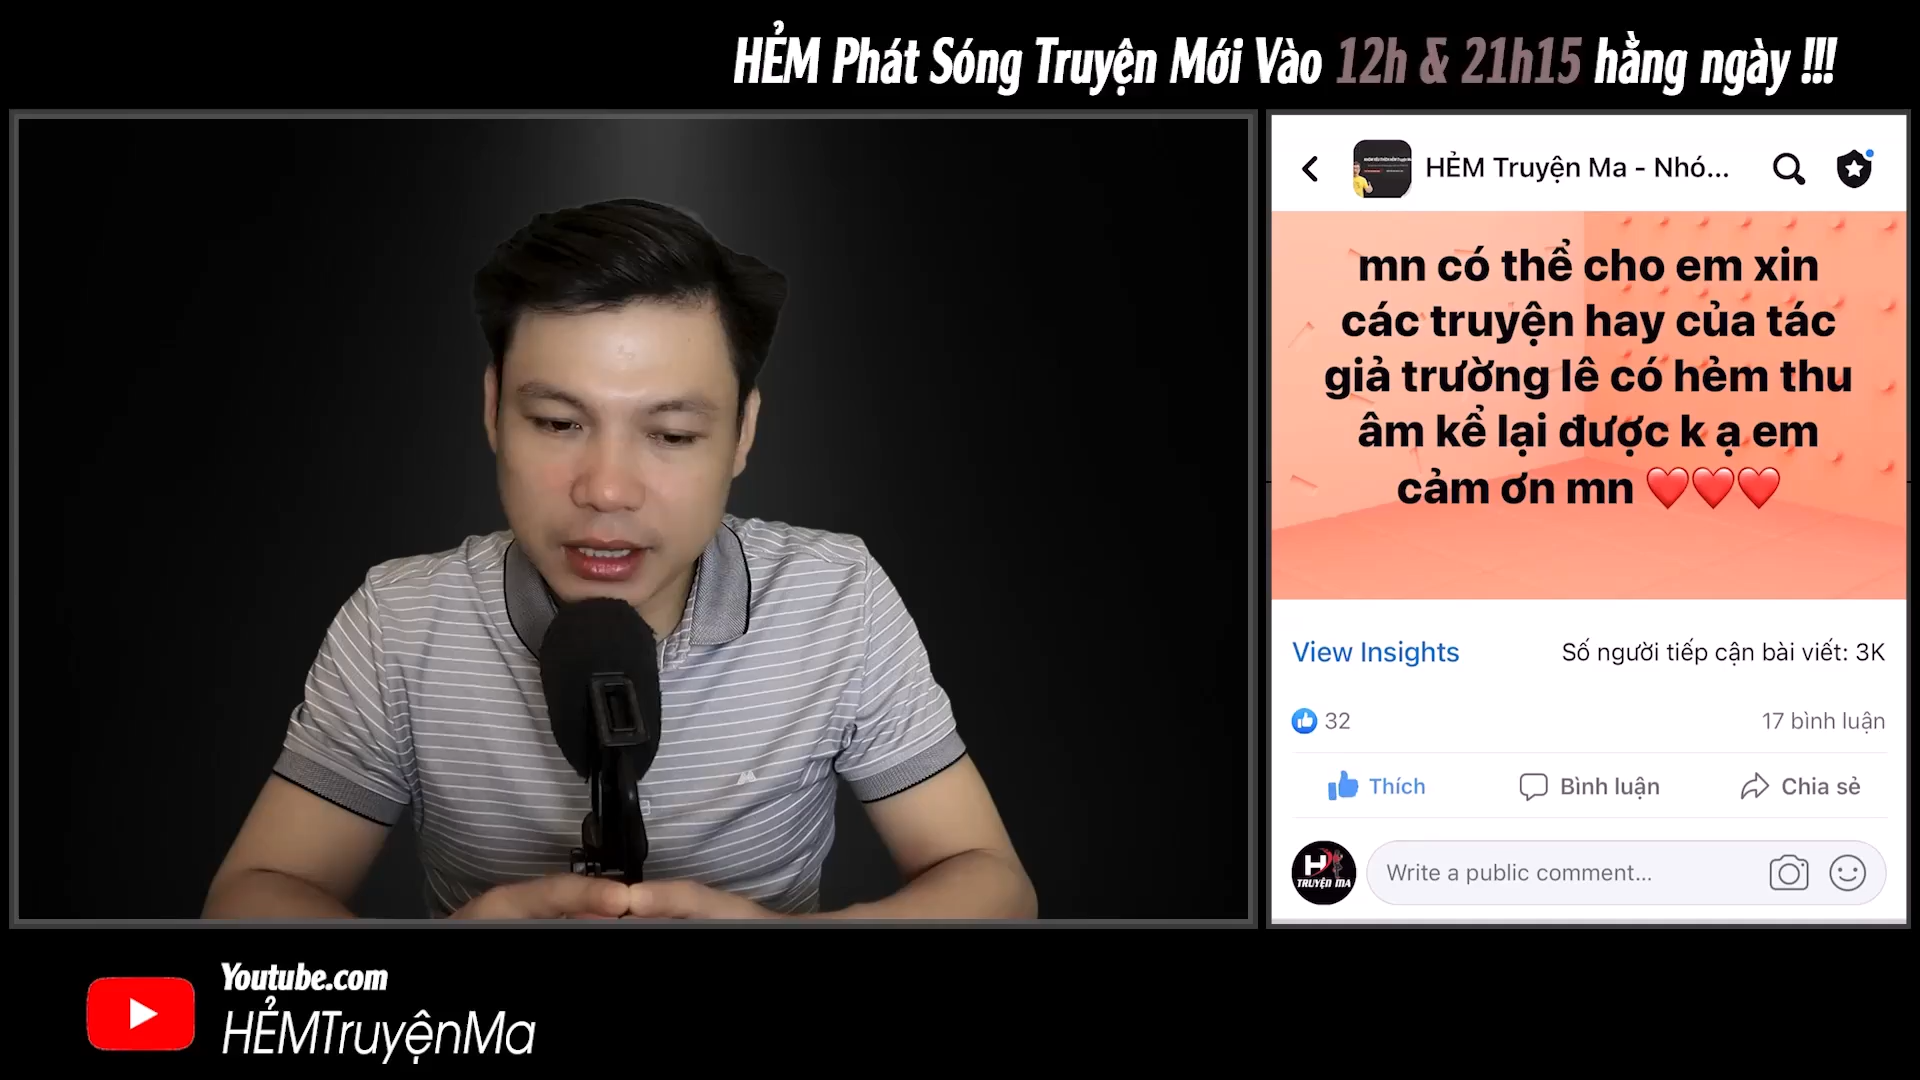 HẺM Phát Sóng Truyện Mới Vào 12h & 21h15 hằng ngày !!!
HẺM Truyện Ma - Nhó...
mn có thể cho em xin
các truyện hay của tác
giả trường lê có hẻm thu
âm kể lại được k ạ em
cảm ơn mn ❤️❤️❤️
View Insights
Số người tiếp cận bài viết: 3K
32
17 bình luận
Thích
Bình luận
Chia sẻ
H
TRUYỆN MA
Write a public comment...
Youtube.com
HẺMTruyệnMa